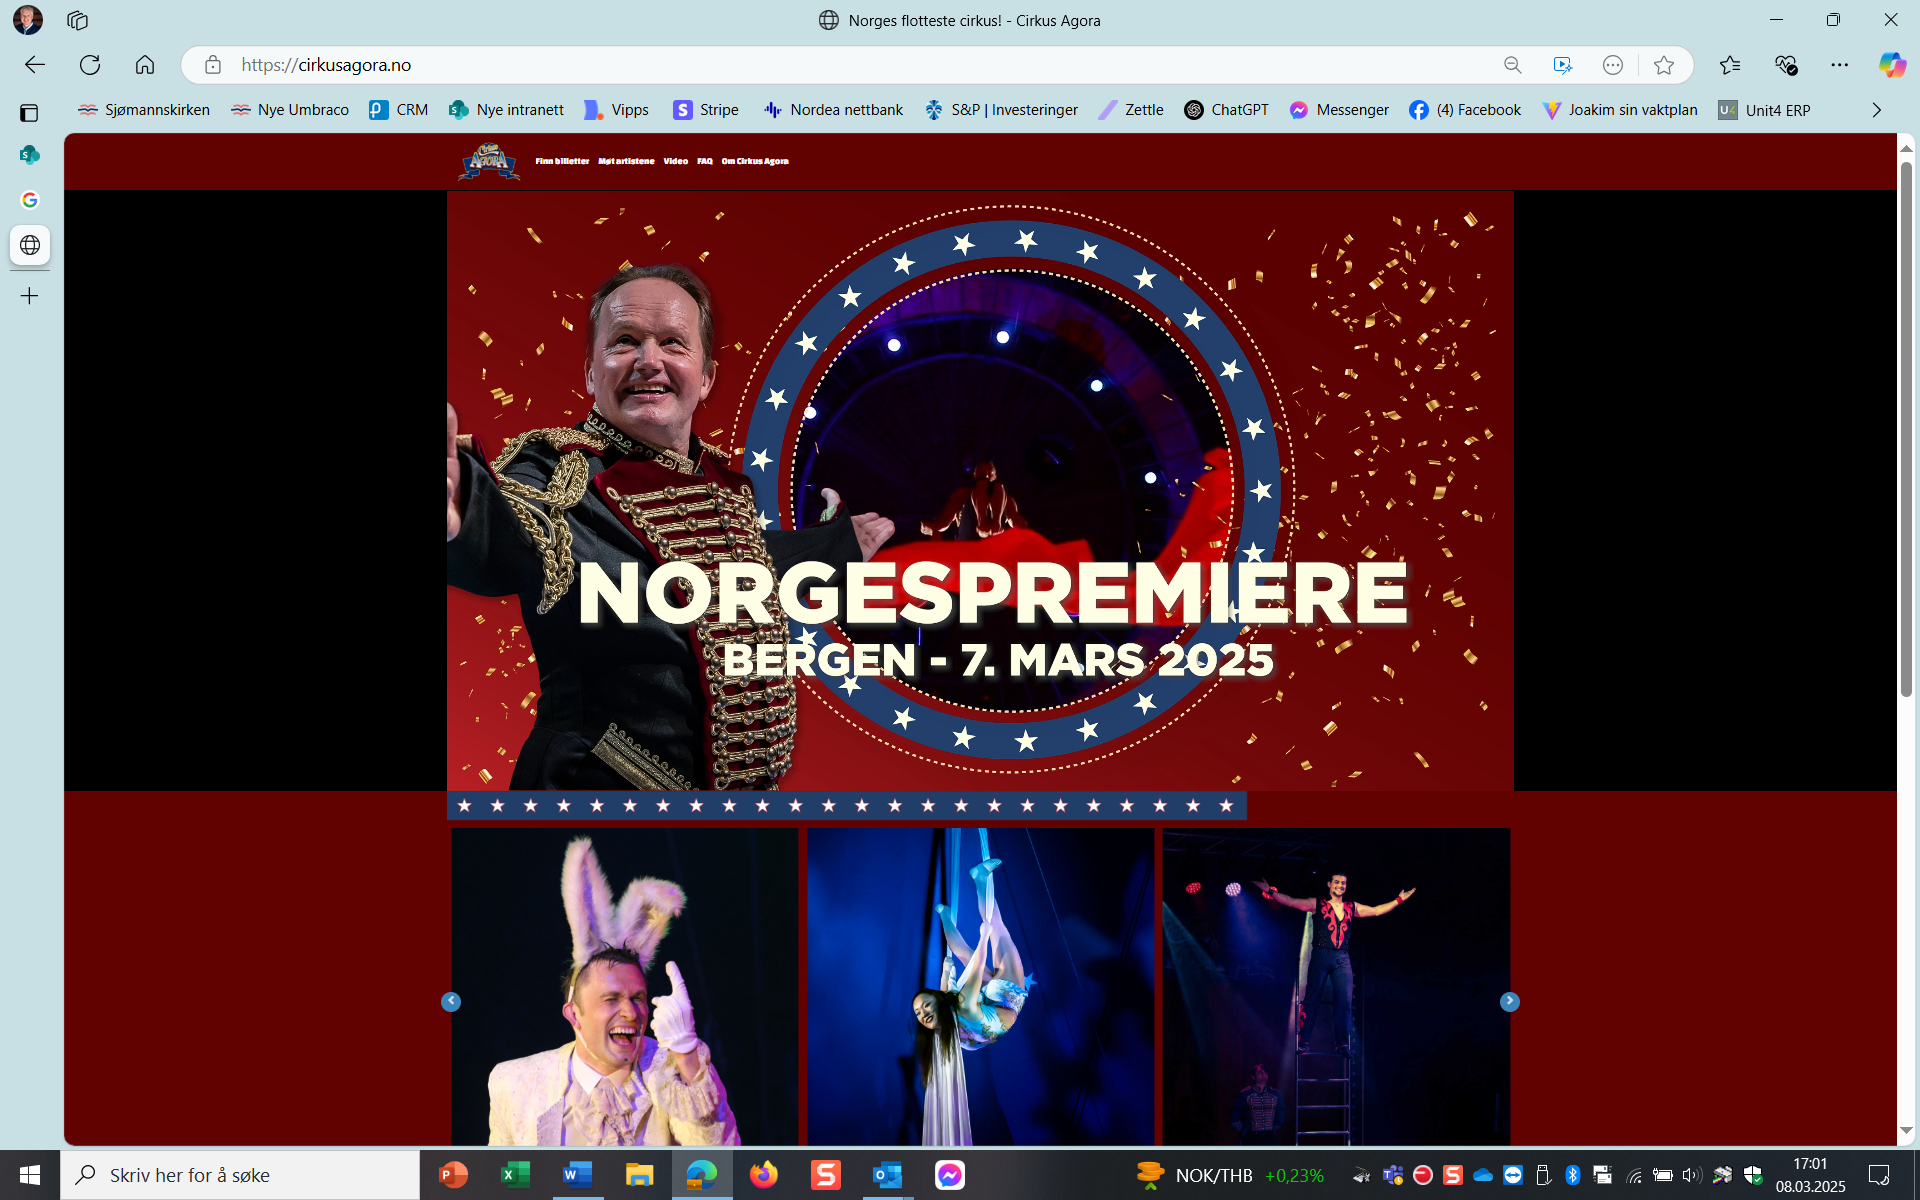 Norges flotteste cirkus! - Cirkus Agora
https://cirkusagora.no
Sjømannskirken Nye Umbraco CRM Nye intranett Vipps Stripe Nordea nettbank S&P | Investeringer Zettle ChatGPT Messenger (4) Facebook Joakim sin vaktplan Unit4 ERP
Cirkus
AGORA
Finn billetter Møt artistene Video FAQ Om Cirkus Agora
NORGESPREMIERE
BERGEN - 7. MARS 2025
Skriv her for å søke
NOK/THB +0,23%
17:01
08.03.2025